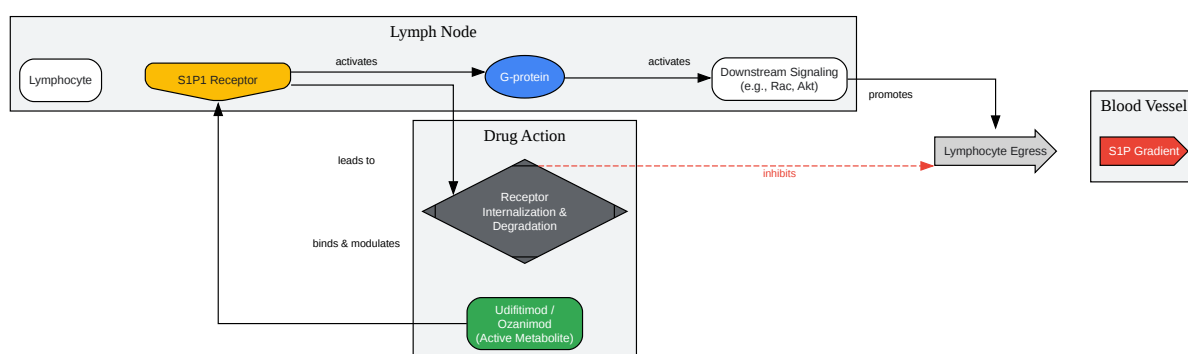 Lymph Node
Lymphocyte
S1P1 Receptor
activates
G-protein
activates
Downstream Signaling
(e.g., Rac, Akt)
promotes
Blood Vessel
Lymphocyte Egress
S1P Gradient
Drug Action
leads to
inhibits
Receptor
Internalization &
Degradation
binds & modulates
Udifitimod /
Ozanimod
(Active Metabolite)